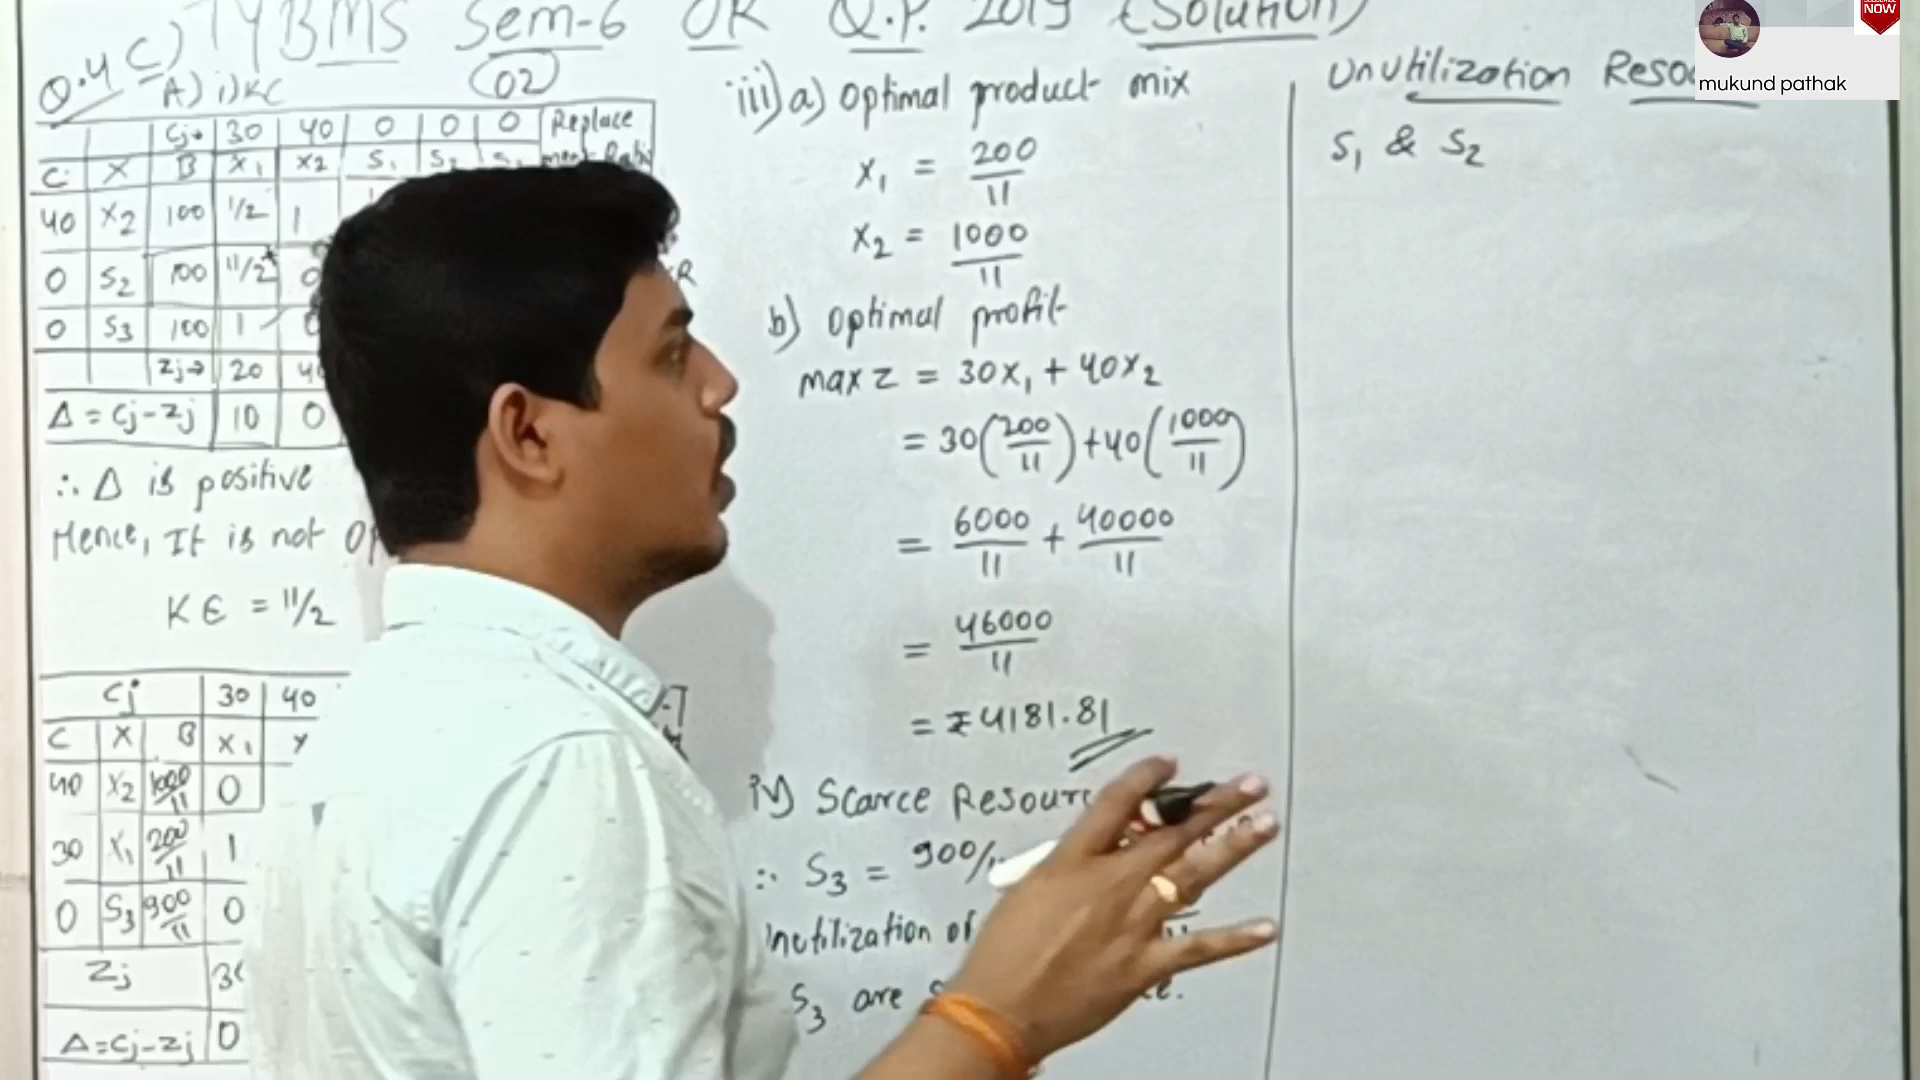 TYBMS Sem-6 OR Q.P. 2019 (Solution)
Q.4 C)
A) i) KC
02
Cj→ 30 40 0 0 0 Replace
C X B X1 X2 S1 S2
40 X2 100 1/2 1
0 S2 100 11/2* 0
0 S3 100 1 0
Zj→ 20
Δ = Cj-Zj 10 0
∴ Δ is positive
Hence, It is not
KE = 11/2
Cj 30 40
C X B X1
40 X2 1000/11 0
30 X1 200/11 1
0 S3 900/11 0
Zj
Δ=Cj-Zj 0
iii) a) Optimal product mix
X1 = 200/11
X2 = 1000/11
b) Optimal profit
max z = 30X1 + 40X2
= 30(200/11) + 40(1000/11)
= 6000/11 + 40000/11
= 46000/11
= ₹4181.81
iv) Scarce
∴ S3 =
of
S3 are
Unutilization
S1 & S2
NOW
mukund pathak